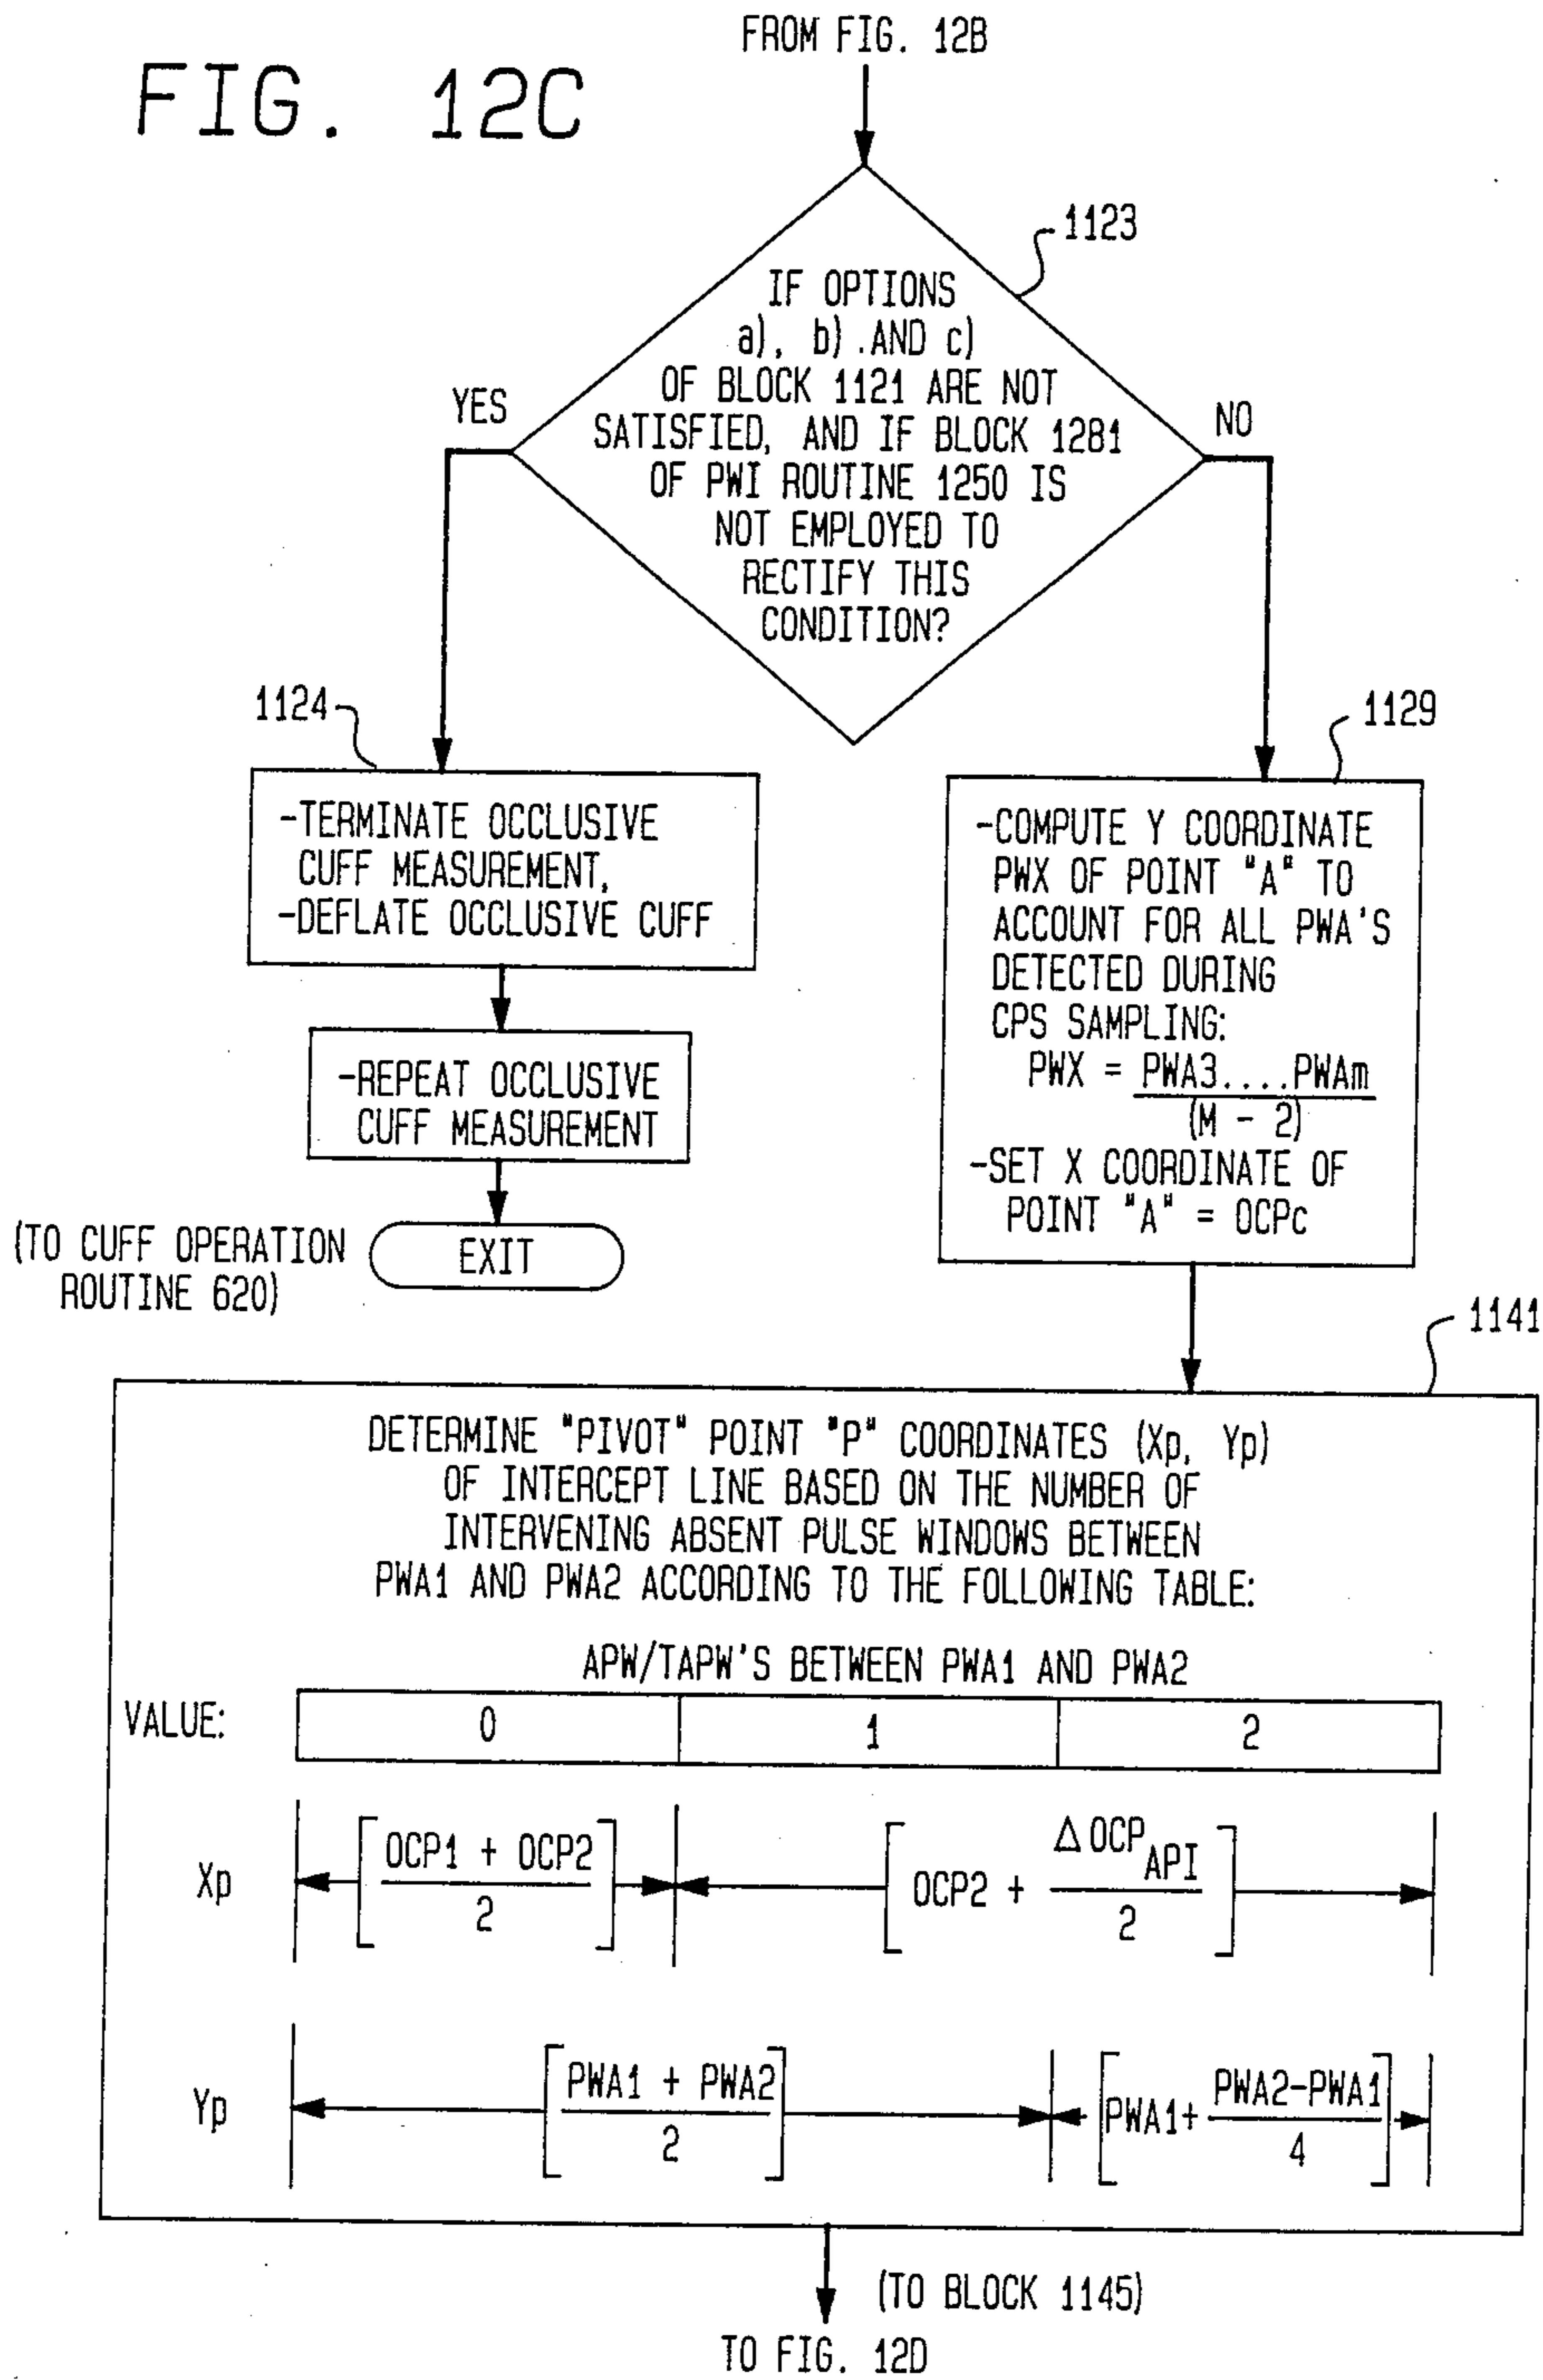 FROM FIG. 12B
FIG. 12C
1123
IF OPTIONS
a), b) .AND c)
OF BLOCK 1121 ARE NOT
SATISFIED, AND IF BLOCK 1281
OF PWI ROUTINE 1250 IS
NOT EMPLOYED TO
RECTIFY THIS
CONDITION?
YES
NO
1124
-TERMINATE OCCLUSIVE
CUFF MEASUREMENT,
-DEFLATE OCCLUSIVE CUFF
-REPEAT OCCLUSIVE
CUFF MEASUREMENT
(TO CUFF OPERATION
ROUTINE 620)
EXIT
1129
-COMPUTE Y COORDINATE
PWX OF POINT "A" TO
ACCOUNT FOR ALL PWA'S
DETECTED DURING
CPS SAMPLING:
PWX = PWA3....PWAm
(M - 2)
-SET X COORDINATE OF
POINT "A" = OCPc
1141
DETERMINE "PIVOT" POINT "P" COORDINATES (Xp, Yp)
OF INTERCEPT LINE BASED ON THE NUMBER OF
INTERVENING ABSENT PULSE WINDOWS BETWEEN
PWA1 AND PWA2 ACCORDING TO THE FOLLOWING TABLE:
APW/TAPW'S BETWEEN PWA1 AND PWA2
VALUE: 0 1 2
Xp [OCP1 + OCP2 / 2] [OCP2 + ΔOCP API / 2]
Yp [PWA1 + PWA2 / 2] [PWA1+ PWA2-PWA1 / 4]
(TO BLOCK 1145)
TO FIG. 12D